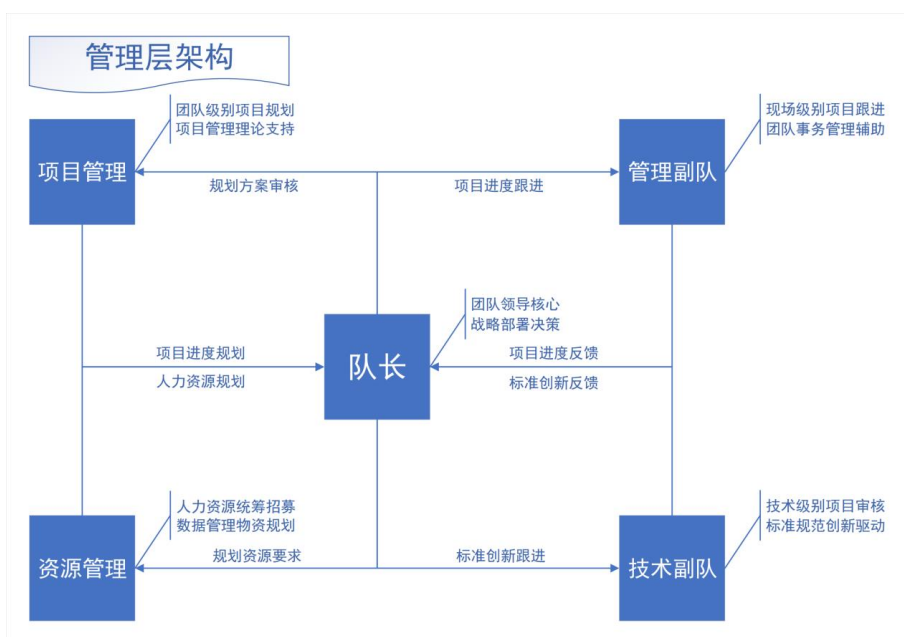 管理层架构
团队级别项目规划
项目管理理论支持
现场级别项目跟进
团队事务管理辅助
项目管理
管理副队
规划方案审核
项目进度跟进
团队领导核心
战略部署决策
项目进度规划
队长
项目进度反馈
人力资源规划
标准创新反馈
人力资源统筹招募
数据管理物资规划
技术级别项目审核
标准规范创新驱动
资源管理
规划资源要求
标准创新跟进
技术副队